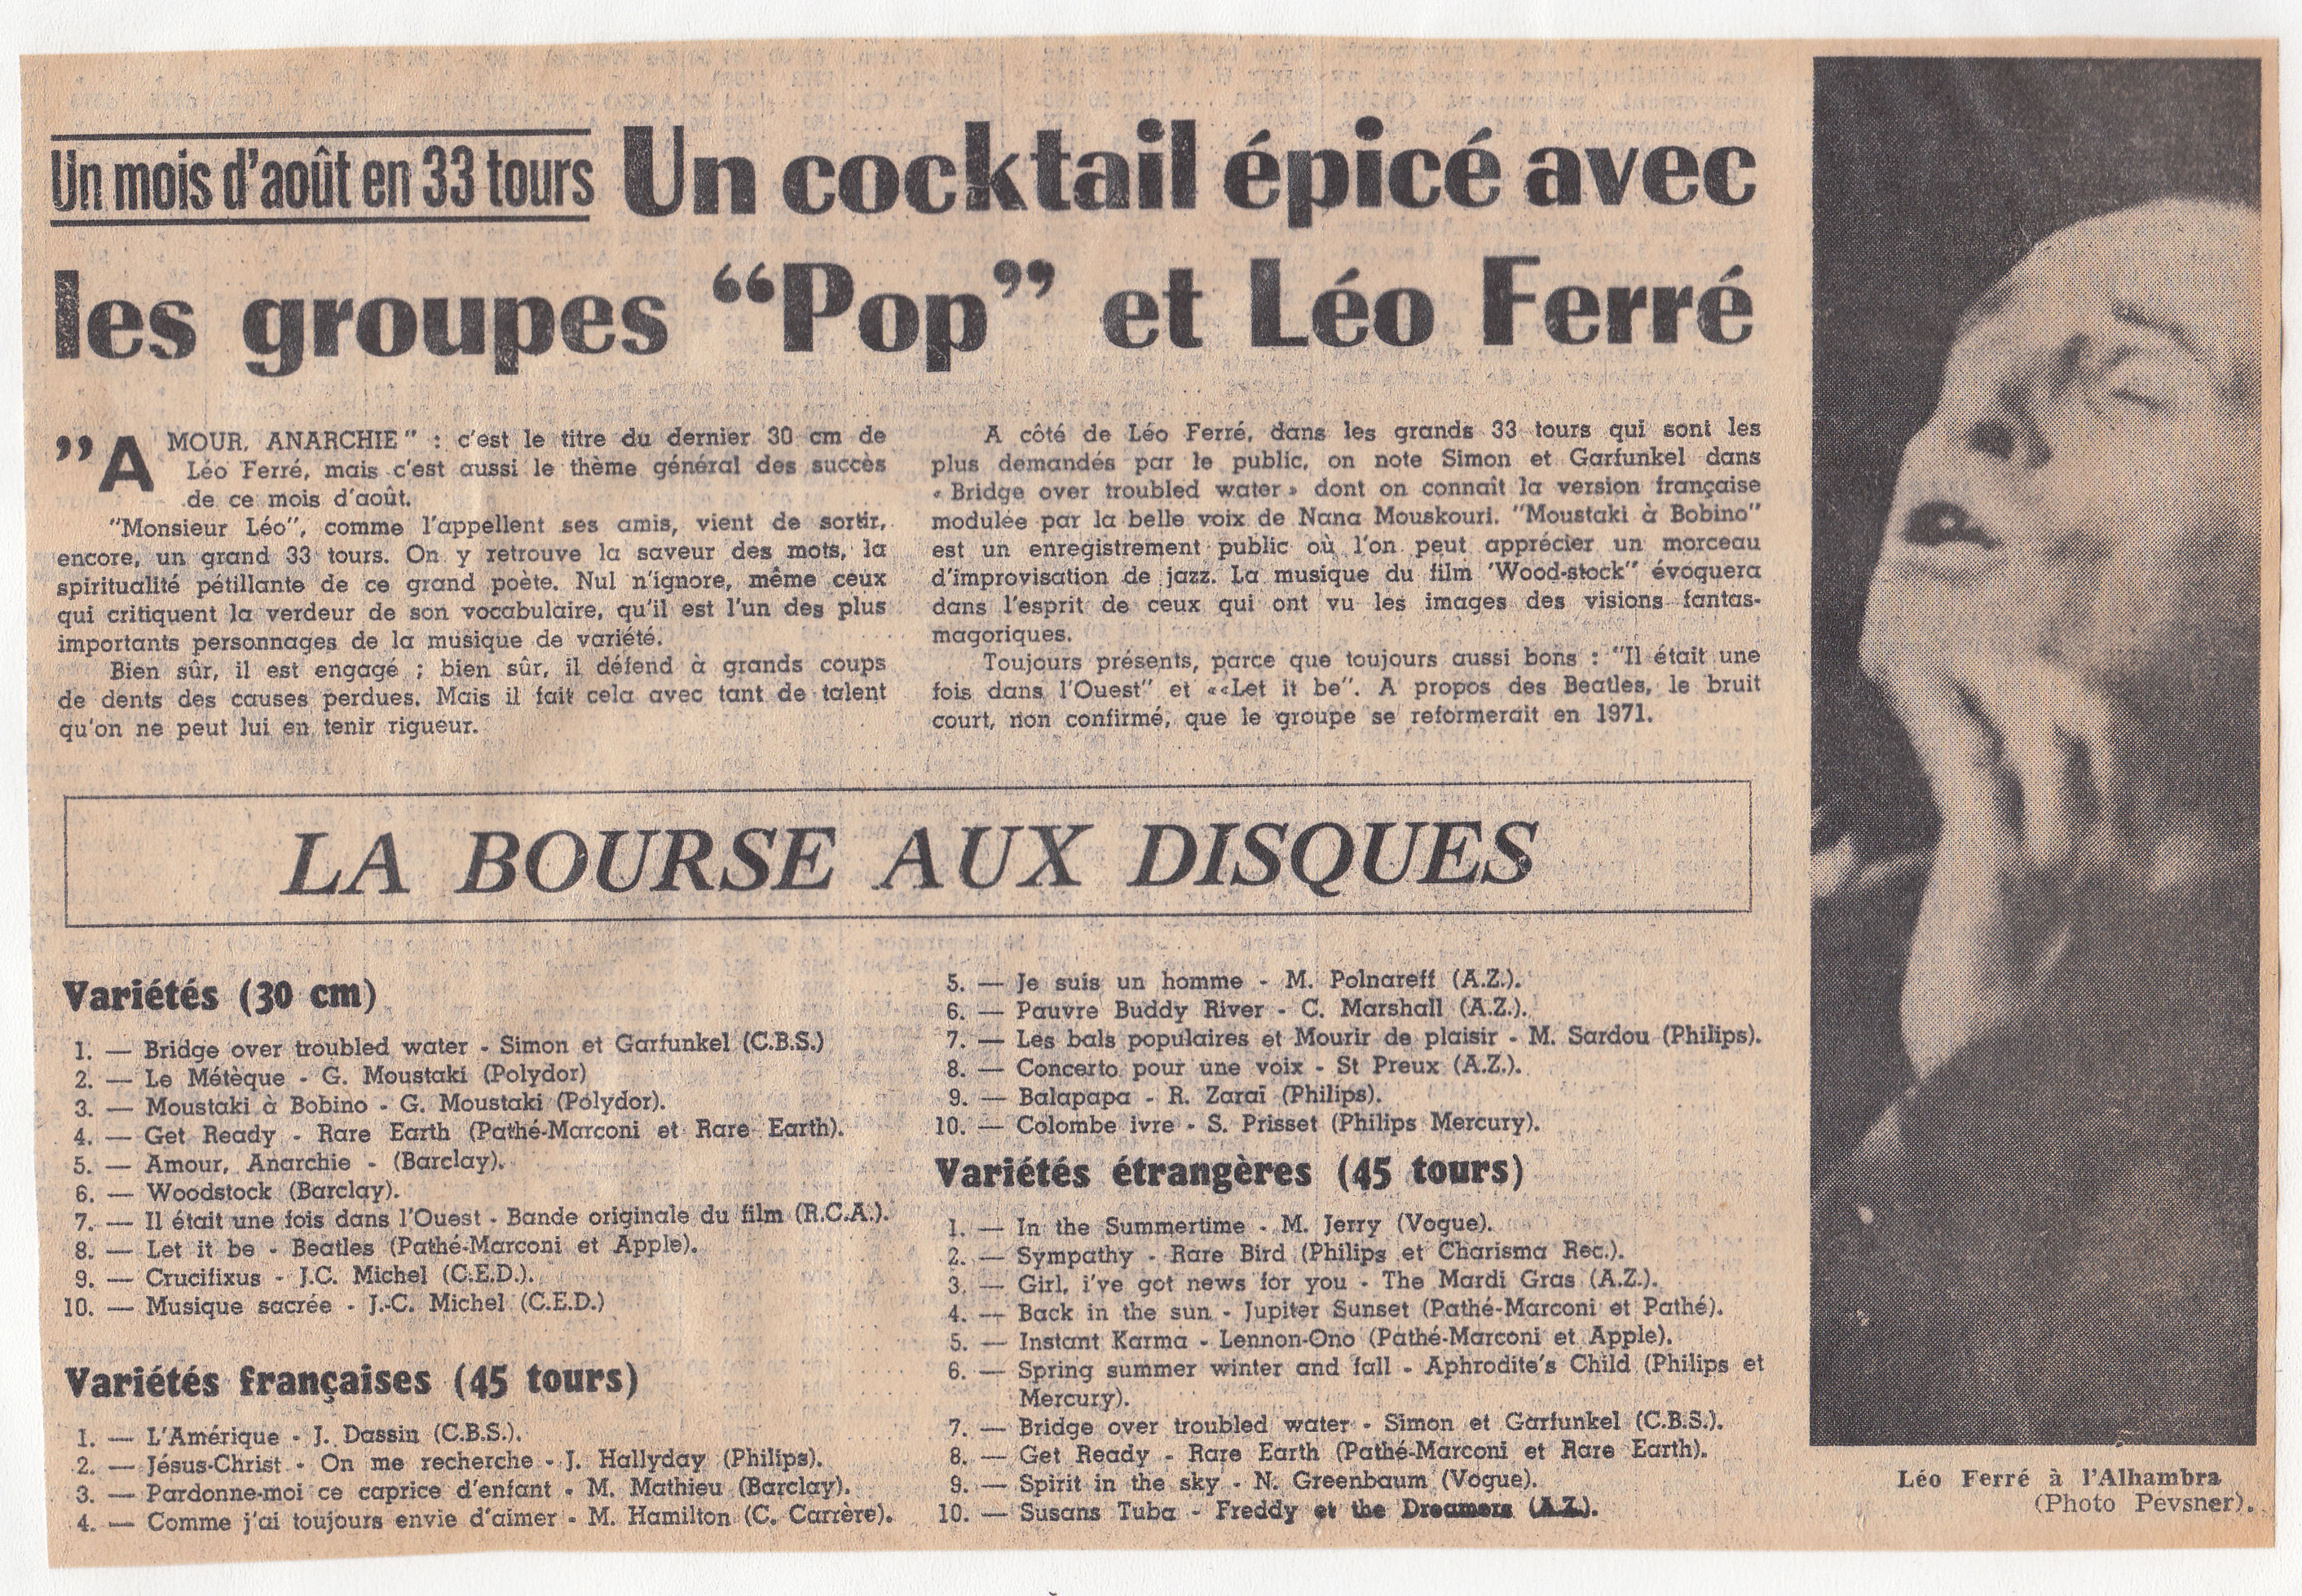 Un mois d'août en 33 tours
Un cocktail épicé avec
les groupes “Pop” et Léo Ferré
”AMOUR, ANARCHIE” : c'est le titre du dernier 30 cm de
Léo Ferré, mais c'est aussi le thème général des succès
de ce mois d'août.
“Monsieur Léo”, comme l'appellent ses amis, vient de sortir,
encore, un grand 33 tours. On y retrouve la saveur des mots, la
spiritualité pétillante de ce grand poète. Nul n'ignore, même ceux
qui critiquent la verdeur de son vocabulaire, qu'il est l'un des plus
importants personnages de la musique de variété.
Bien sûr, il est engagé ; bien sûr, il défend à grands coups
de dents des causes perdues. Mais il fait cela avec tant de talent
qu'on ne peut lui en tenir rigueur.
A côté de Léo Ferré, dans les grands 33 tours qui sont les
plus demandés par le public, on note Simon et Garfunkel dans
« Bridge over troubled water » dont on connaît la version française
modulée par la belle voix de Nana Mouskouri. “Moustaki à Bobino”
est un enregistrement public où l'on peut apprécier un morceau
d'improvisation de jazz. La musique du film 'Wood-stock” évoquera
dans l'esprit de ceux qui ont vu les images des visions fantas-
magoriques.
Toujours présents, parce que toujours aussi bons : “Il était une
fois dans l'Ouest” et ««Let it be”. A propos des Beatles, le bruit
court, non confirmé, que le groupe se reformerait en 1971.
LA BOURSE AUX DISQUES
Variétés (30 cm)
1. — Bridge over troubled water - Simon et Garfunkel (C.B.S.)
2. — Le Métèque - G. Moustaki (Polydor)
3. — Moustaki à Bobino - G. Moustaki (Polydor).
4. — Get Ready - Rare Earth (Pathé-Marconi et Rare Earth).
5. — Amour, Anarchie - (Barclay).
6. — Woodstock (Barclay).
7. — Il était une fois dans l'Ouest - Bande originale du film (R.C.A.).
8. — Let it be - Beatles (Pathé-Marconi et Apple).
9. — Crucifixus - J.C. Michel (C.E.D.).
10. — Musique sacrée - J.-C. Michel (C.E.D.)
Variétés françaises (45 tours)
1. — L'Amérique - J. Dassin (C.B.S.).
2. — Jésus-Christ - On me recherche - J. Hallyday (Philips).
3. — Pardonne-moi ce caprice d'enfant - M. Mathieu (Barclay).
4. — Comme j'ai toujours envie d'aimer - M. Hamilton (C. Carrère).
5. — Je suis un homme - M. Polnareff (A.Z.).
6. — Pauvre Buddy River - C. Marshall (A.Z.).
7. — Les bals populaires et Mourir de plaisir - M. Sardou (Philips).
8. — Concerto pour une voix - St Preux (A.Z.).
9. — Balapapa - R. Zaraï (Philips).
10. — Colombe ivre - S. Prisset (Philips Mercury).
Variétés étrangères (45 tours)
1. — In the Summertime - M. Jerry (Vogue).
2. — Sympathy - Rare Bird (Philips et Charisma Rec.).
3. — Girl, i've got news for you - The Mardi Gras (A.Z.).
4. — Back in the sun - Jupiter Sunset (Pathé-Marconi et Pathé).
5. — Instant Karma - Lennon-Ono (Pathé-Marconi et Apple).
6. — Spring summer winter and fall - Aphrodite's Child (Philips et
Mercury).
7. — Bridge over troubled water - Simon et Garfunkel (C.B.S.).
8. — Get Ready - Rare Earth (Pathé-Marconi et Rare Earth).
9. — Spirit in the sky - N. Greenbaum (Vogue).
10. — Susans Tuba - Freddy et the Dreamers (A.Z.).
Léo Ferré à l'Alhambra
(Photo Pevsner).